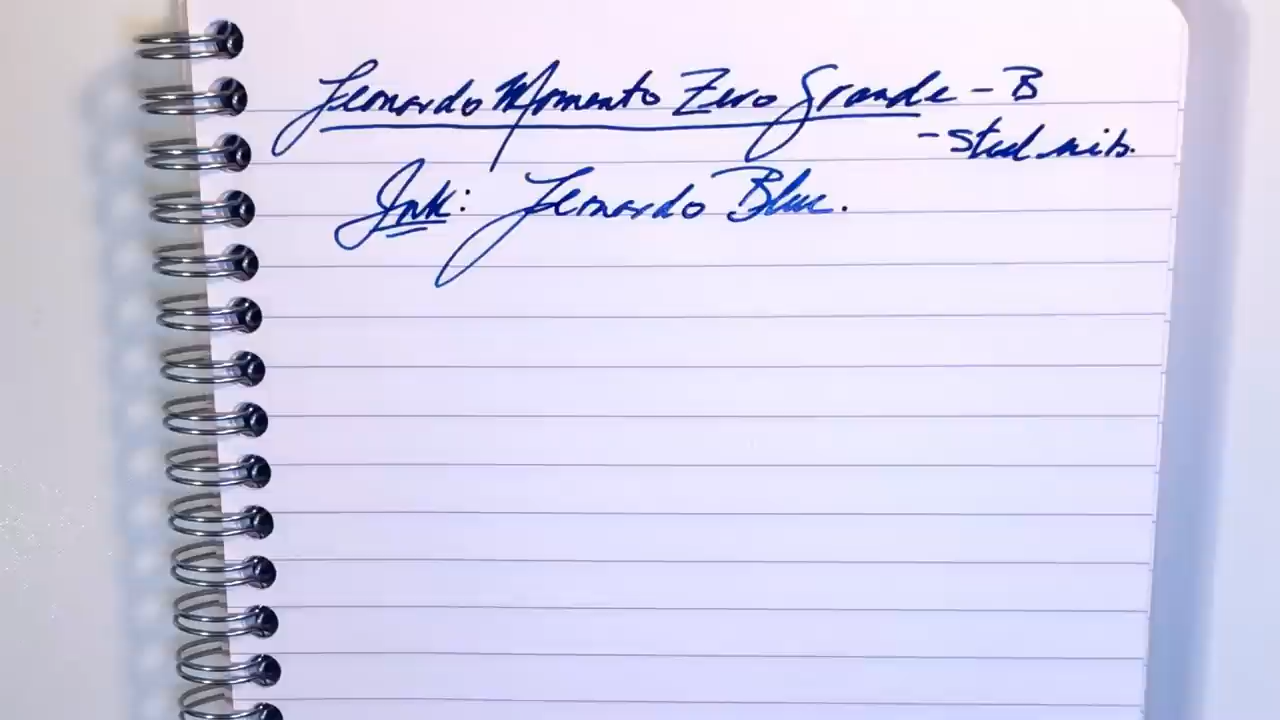 Leonardo Momento Zero Grande - B
- Steel nib.
Ink: Leonardo Blue.